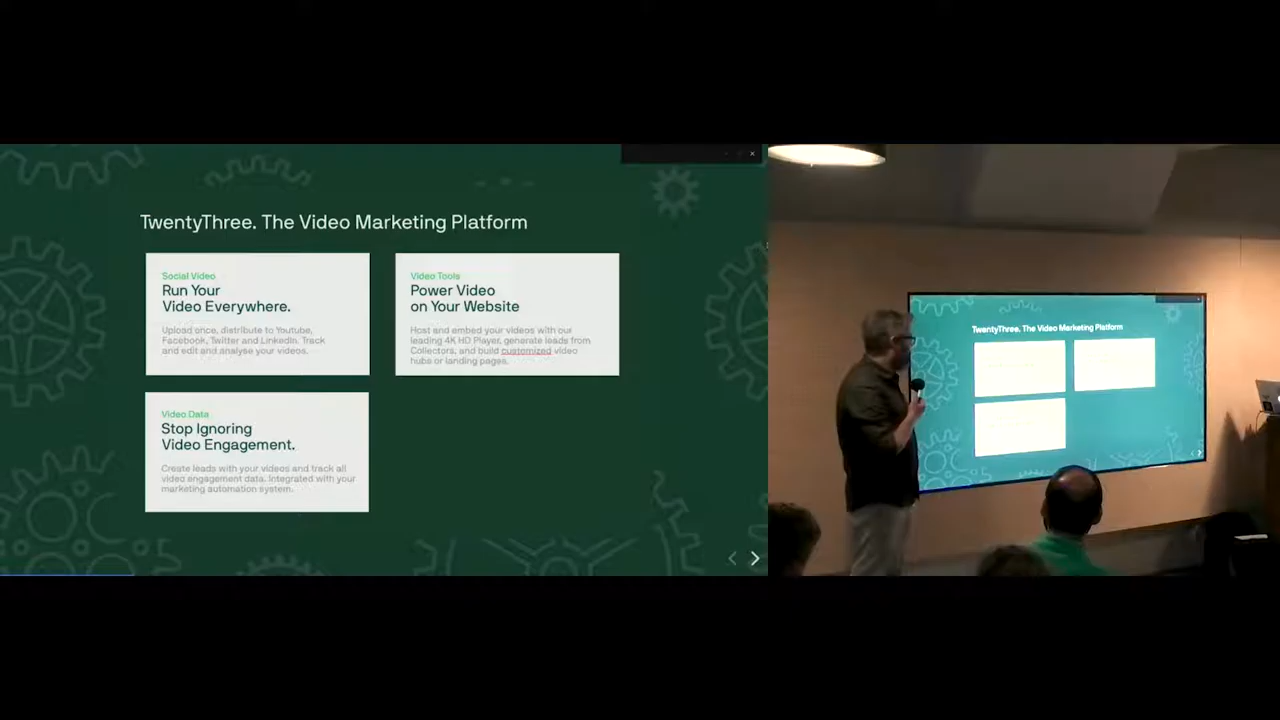 TwentyThree. The Video Marketing Platform
Social Video
Run Your
Video Everywhere.
Upload once, distribute to Youtube,
Facebook, Twitter and LinkedIn. Track
and edit and analyse your videos.
Video Tools
Power Video
on Your Website
Host and embed your videos with our
leading 4K HD Player, generate leads from
Collectors, and build customized video
hubs or landing pages.
Video Data
Stop Ignoring
Video Engagement.
Create leads with your videos and track all
video engagement data. Integrated with your
marketing automation system.
TwentyThree. The Video Marketing Platform